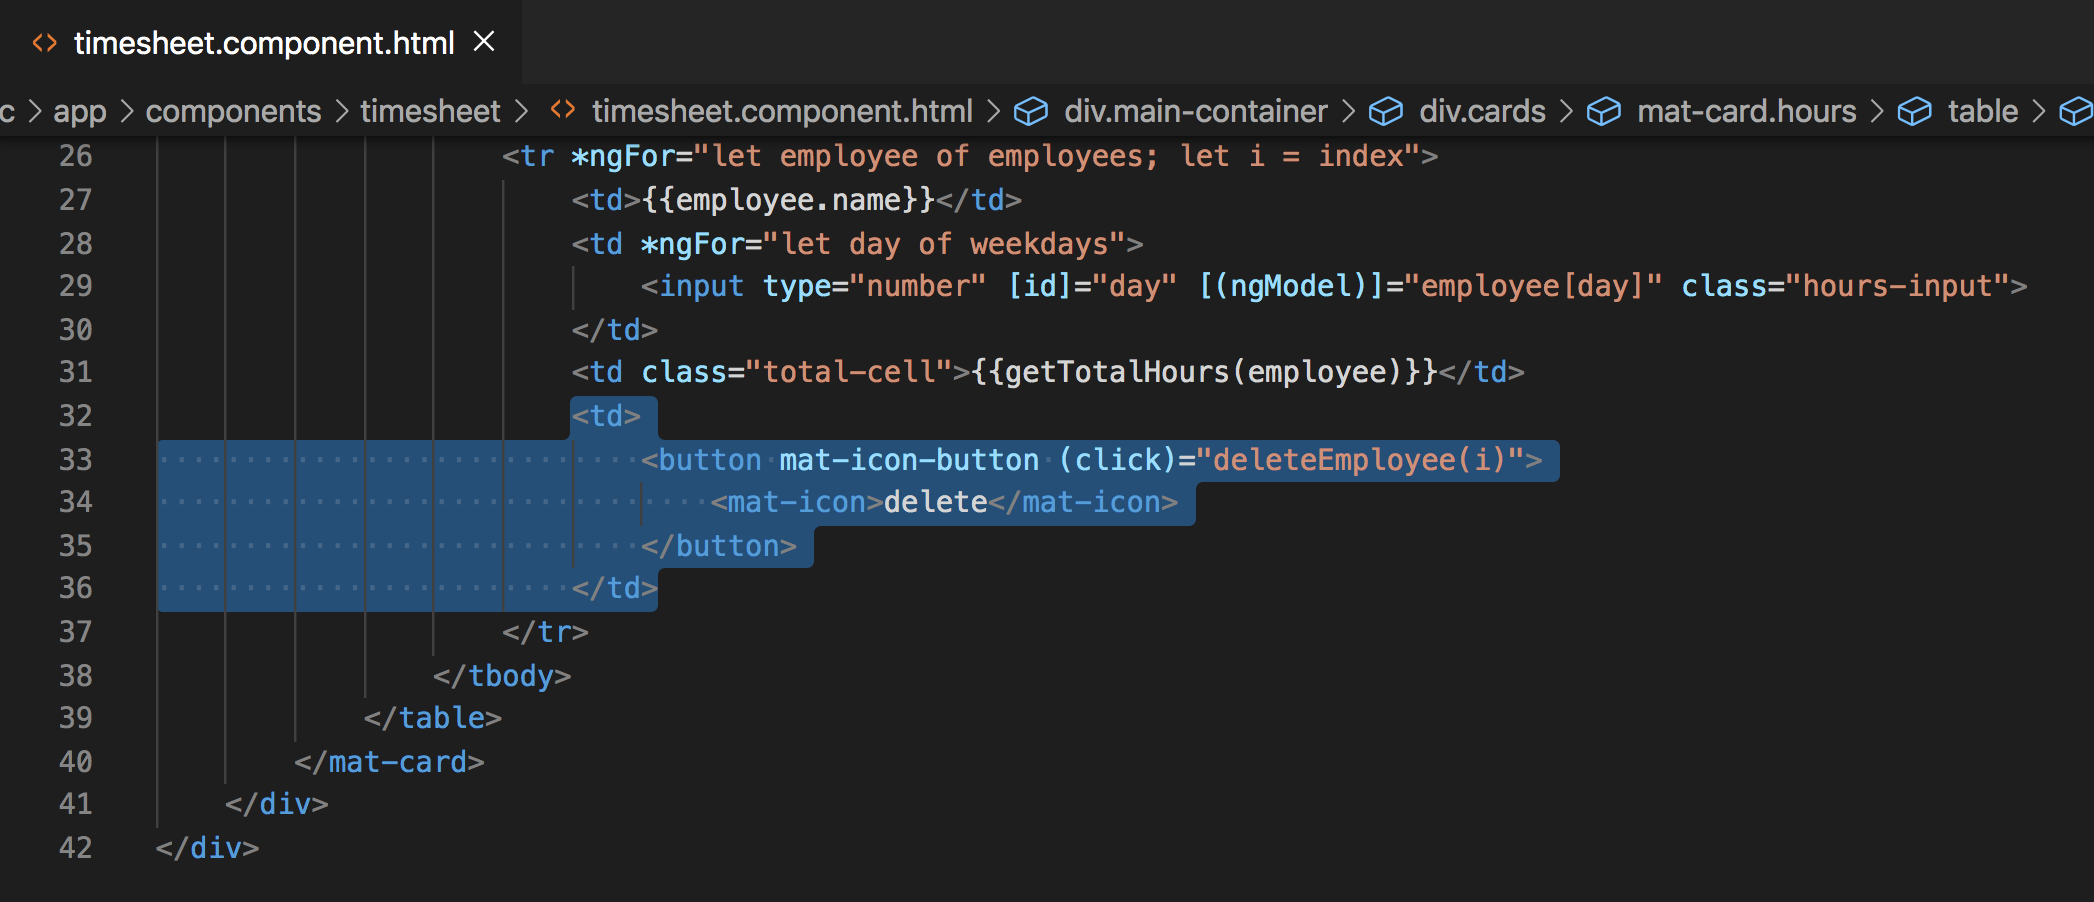 timesheet.component.html
c > app > components > timesheet > timesheet.component.html > div.main-container > div.cards > mat-card.hours > table >
26 <tr *ngFor="let employee of employees; let i = index">
27 <td>{{employee.name}}</td>
28 <td *ngFor="let day of weekdays">
29 <input type="number" [id]="day" [(ngModel)]="employee[day]" class="hours-input">
30 </td>
31 <td class="total-cell">{{getTotalHours(employee)}}</td>
32 <td>
33 <button mat-icon-button (click)="deleteEmployee(i)">
34 <mat-icon>delete</mat-icon>
35 </button>
36 </td>
37 </tr>
38 </tbody>
39 </table>
40 </mat-card>
41 </div>
42 </div>